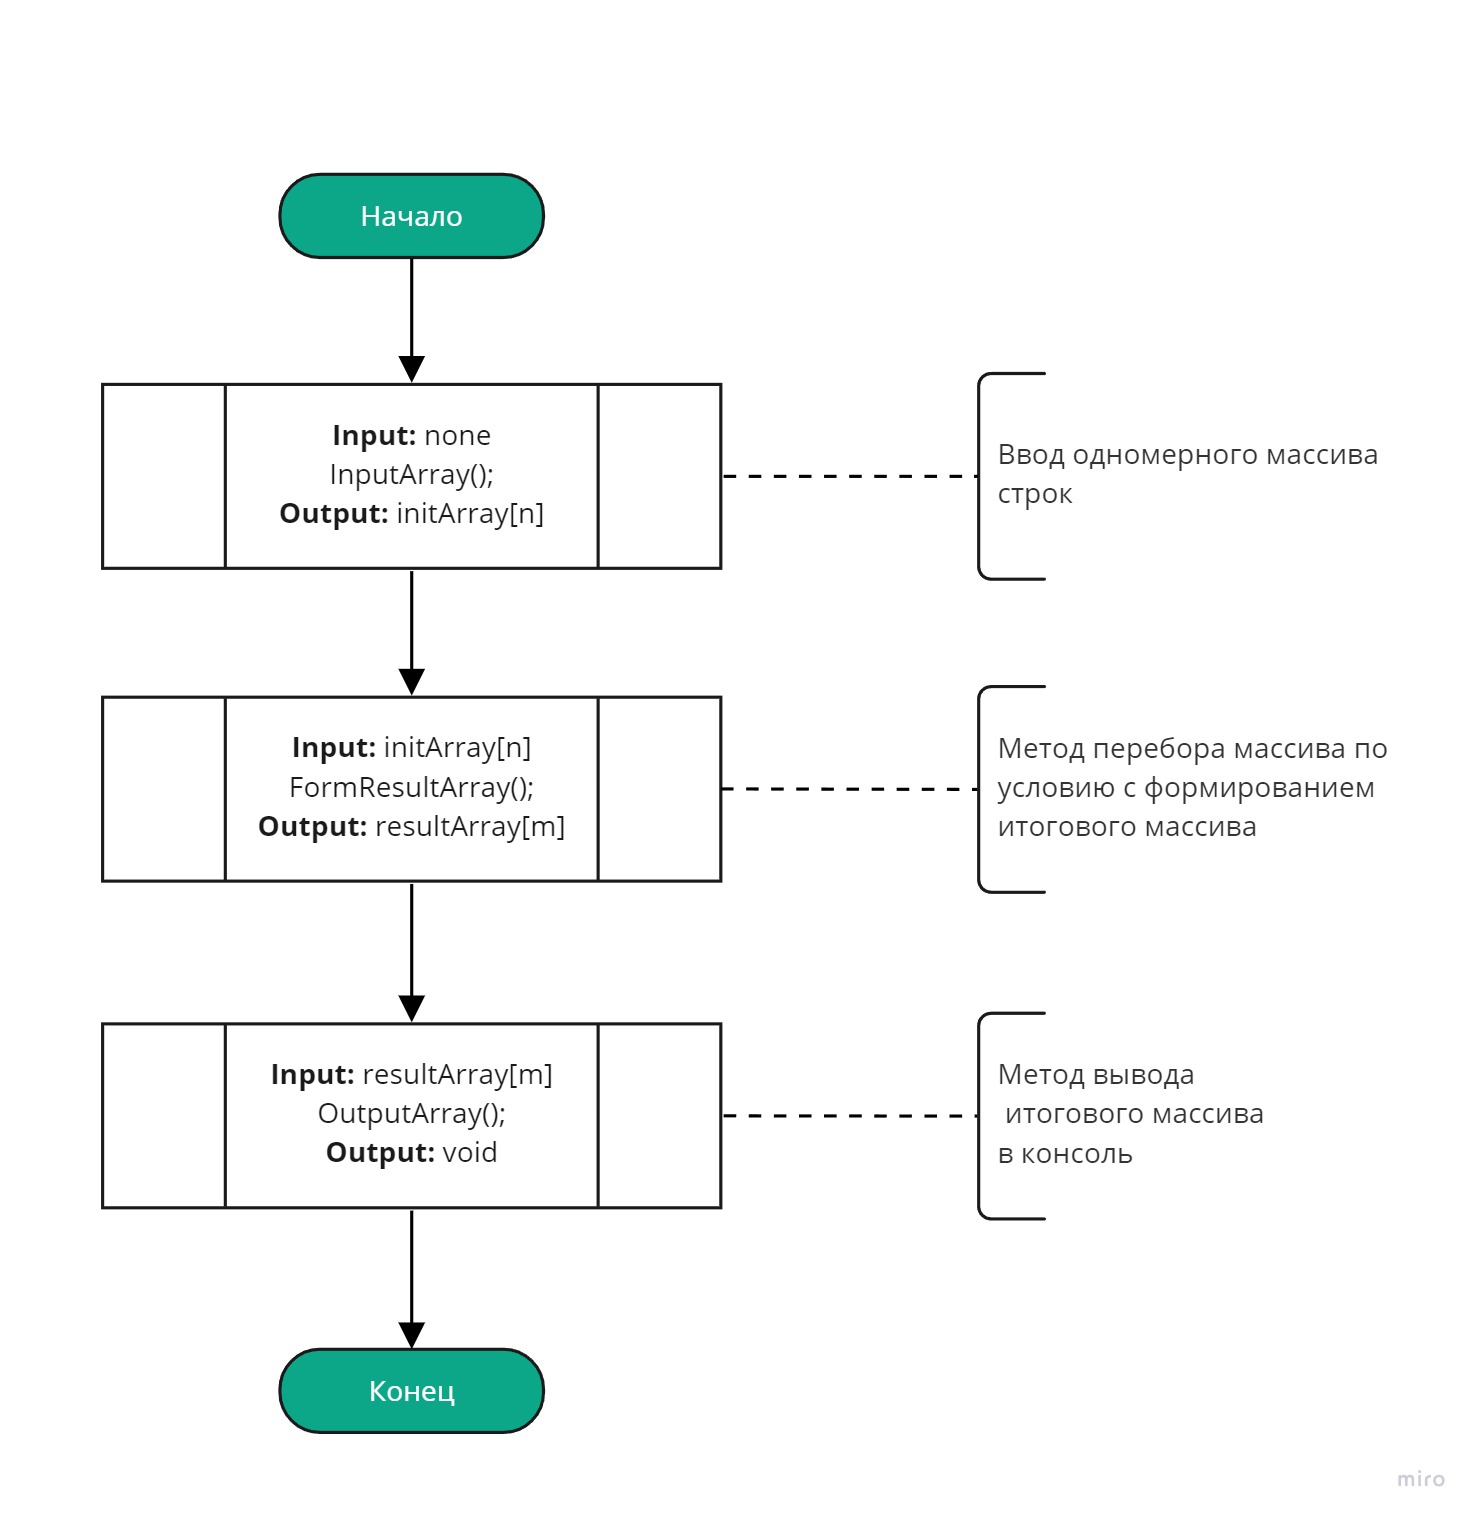 Начало
Input: none
InputArray();
Output: initArray[n]
Ввод одномерного массива
строк
Input: initArray[n]
FormResultArray();
Output: resultArray[m]
Метод перебора массива по
условию с формированием
итогового массива
Input: resultArray[m]
OutputArray();
Output: void
Метод вывода
итогового массива
в консоль
Конец
miro